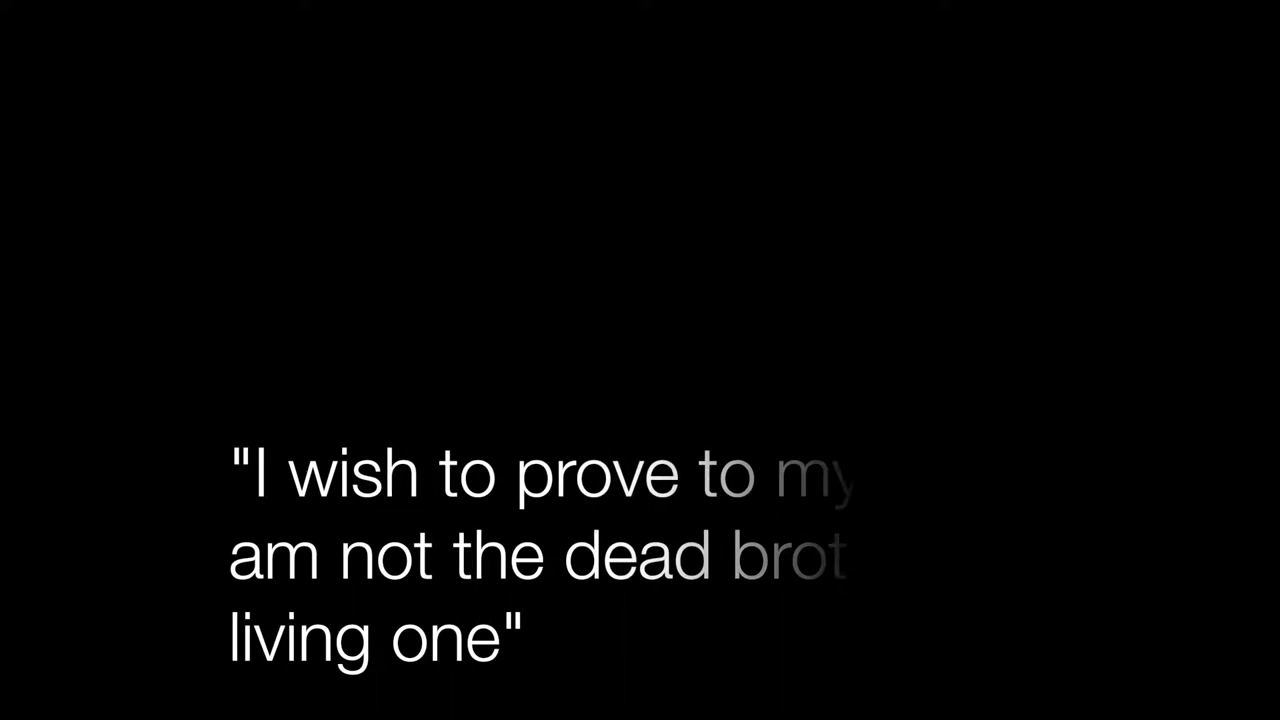 "I wish to prove to my
am not the dead brot
living one"